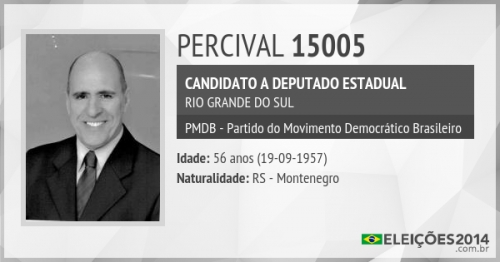 PERCIVAL 15005
CANDIDATO A DEPUTADO ESTADUAL
RIO GRANDE DO SUL
PMDB - Partido do Movimento Democrático Brasileiro
Idade: 56 anos (19-09-1957)
Naturalidade: RS - Montenegro
ELEIÇÕES2014
.com.br